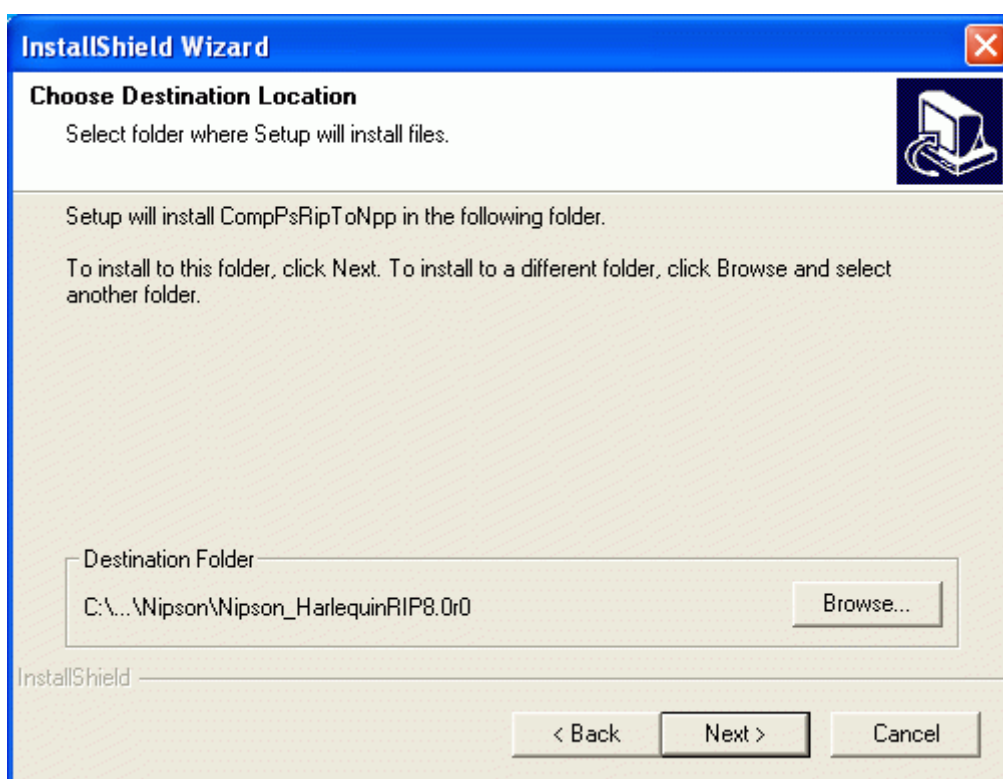 InstallShield Wizard
Choose Destination Location
Select folder where Setup will install files.
Setup will install CompPsRipToNpp in the following folder.
To install to this folder, click Next. To install to a different folder, click Browse and select
another folder.
Destination Folder
C:\...\Nipson\Nipson_HarlequinRIP8.0r0
Browse...
InstallShield
< Back
Next >
Cancel